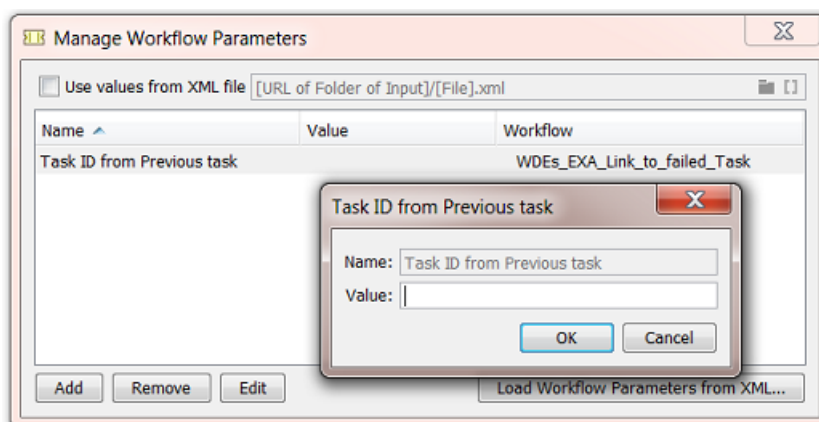 Manage Workflow Parameters
Use values from XML file [URL of Folder of Input]/[File].xml
Name Value Workflow
Task ID from Previous task WDEs_EXA_Link_to_failed_Task
Task ID from Previous task
Name: Task ID from Previous task
Value:
OK Cancel
Add Remove Edit Load Workflow Parameters from XML...